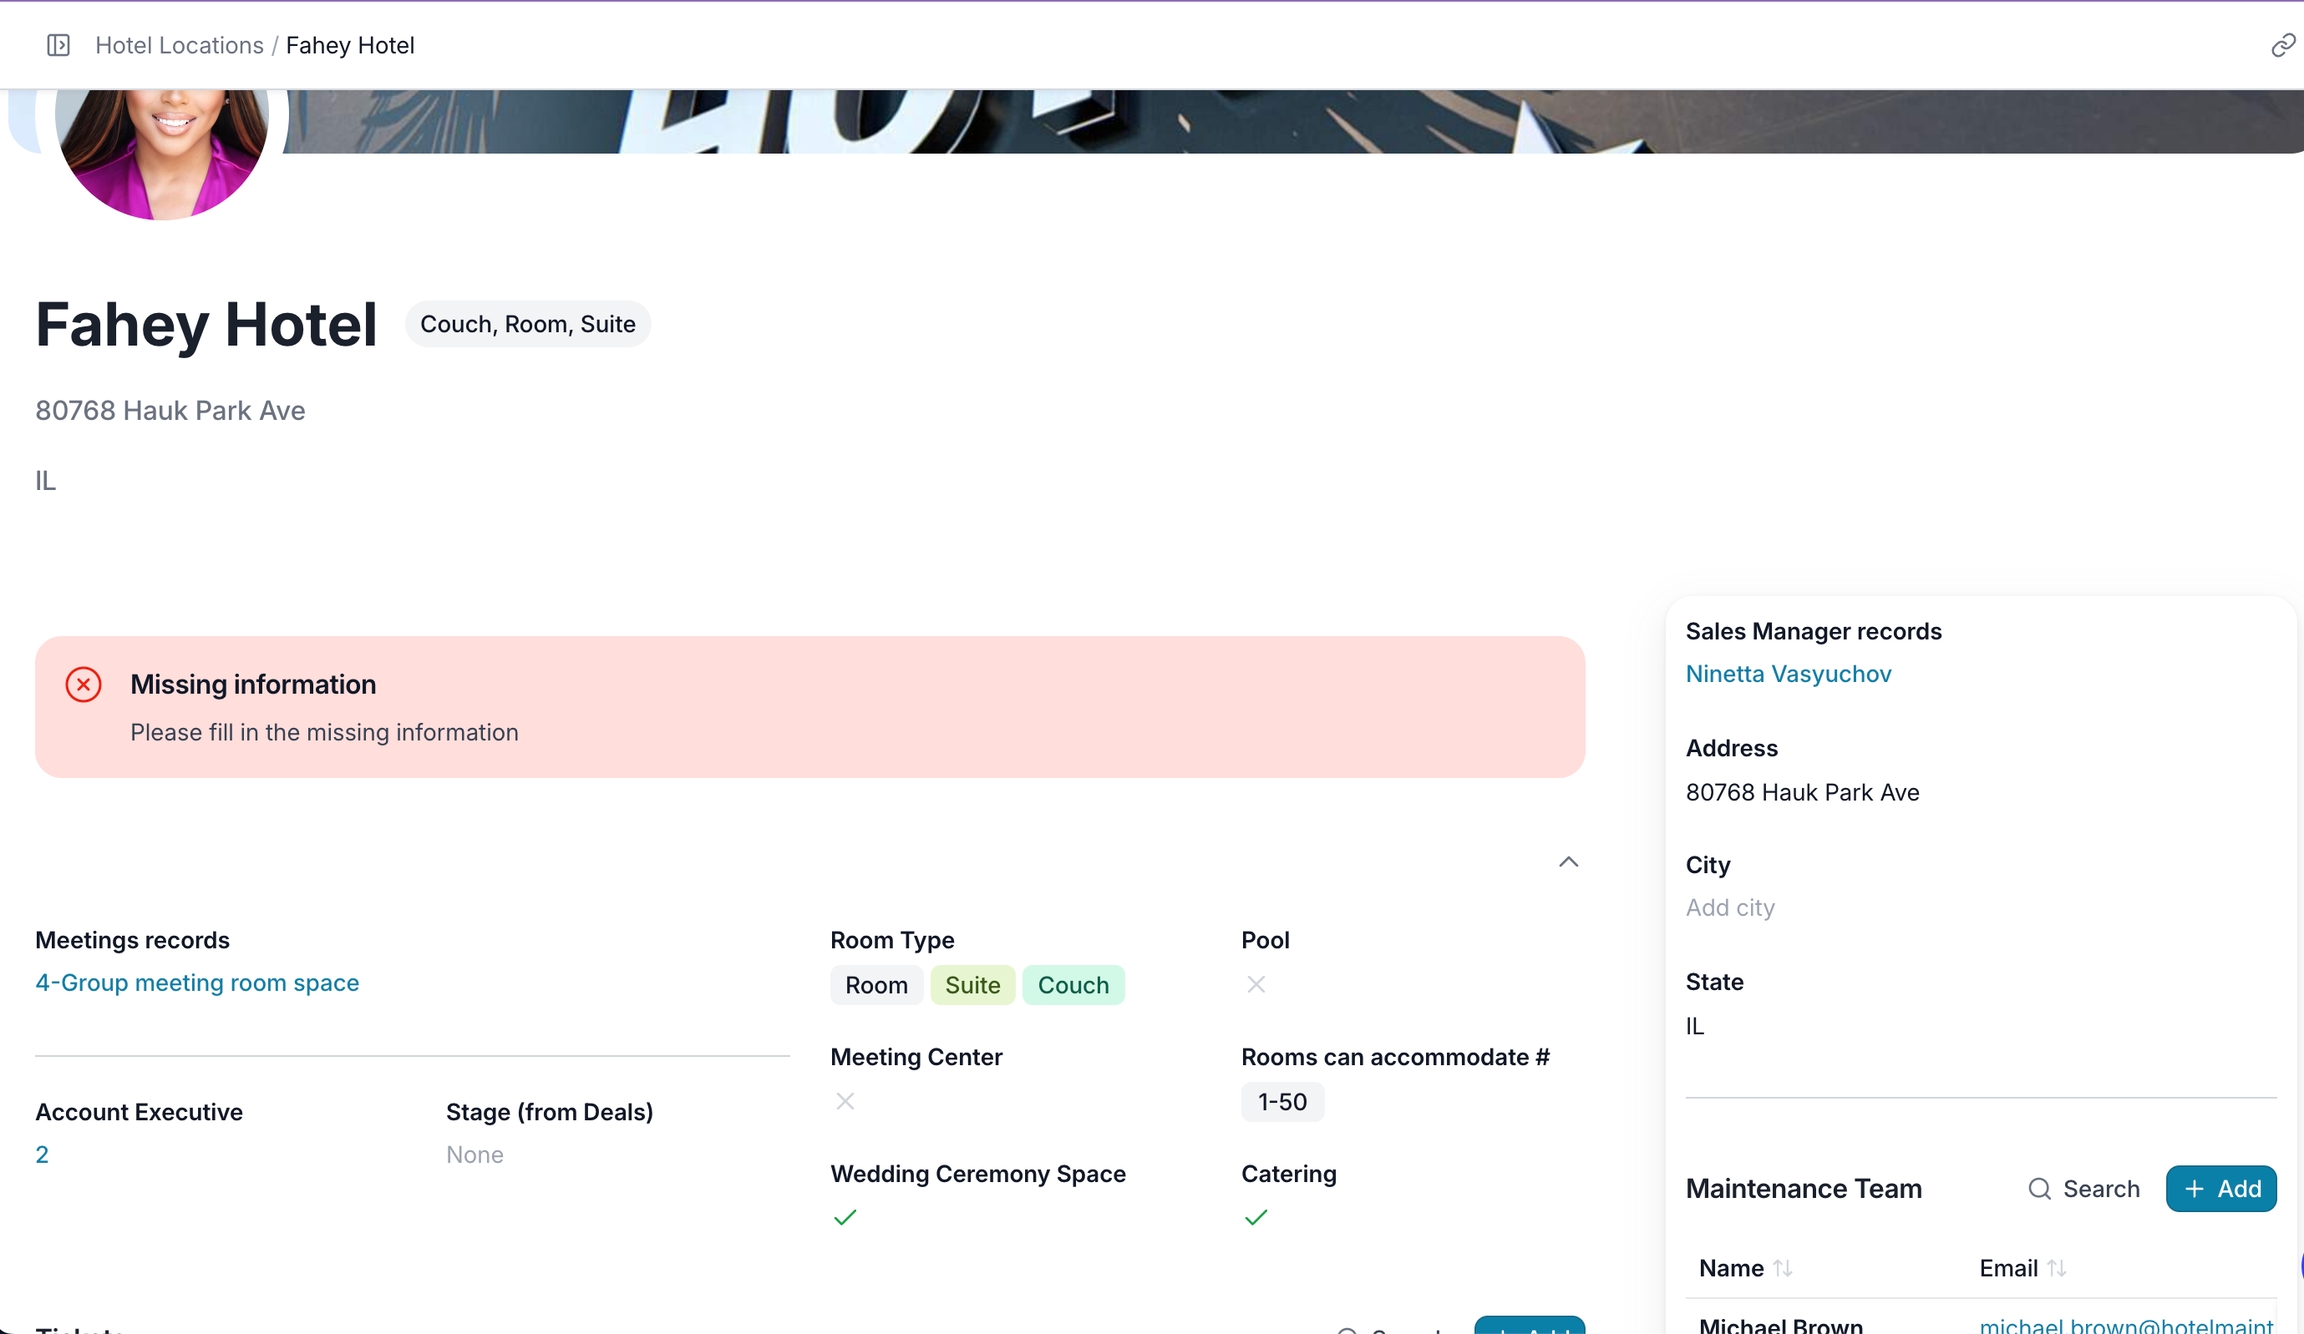 Hotel Locations / Fahey Hotel
HOT
Fahey Hotel
Couch, Room, Suite
80768 Hauk Park Ave
IL
Missing information
Please fill in the missing information
Meetings records
4-Group meeting room space
Account Executive
2
Stage (from Deals)
None
Room Type
Room Suite Couch
Pool
Meeting Center
Rooms can accommodate #
1-50
Wedding Ceremony Space
Catering
Tickets
Add
Sales Manager records
Ninetta Vasyuchov
Address
80768 Hauk Park Ave
City
Add city
State
IL
Maintenance Team
Search
+ Add
Name
Email
Michael Brown
michael.brown@hotelmaint